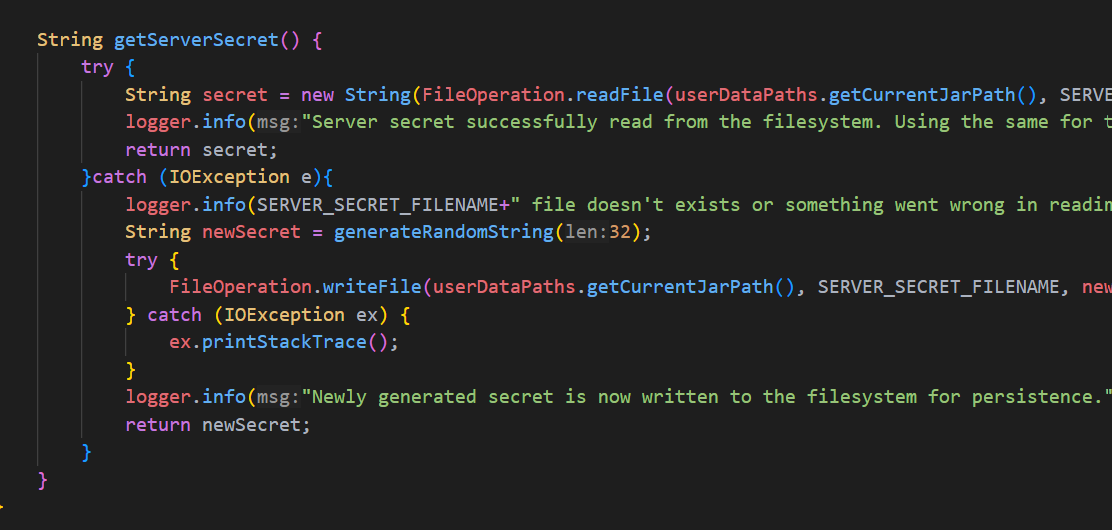 String getServerSecret() {
try {
String secret = new String(FileOperation.readFile(userDataPaths.getCurrentJarPath(), SERVE
logger.info(msg:"Server secret successfully read from the filesystem. Using the same for t
return secret;
}catch (IOException e){
logger.info(SERVER_SECRET_FILENAME+" file doesn't exists or something went wrong in readin
String newSecret = generateRandomString(len:32);
try {
FileOperation.writeFile(userDataPaths.getCurrentJarPath(), SERVER_SECRET_FILENAME, new
} catch (IOException ex) {
ex.printStackTrace();
}
logger.info(msg:"Newly generated secret is now written to the filesystem for persistence."
return newSecret;
}
}